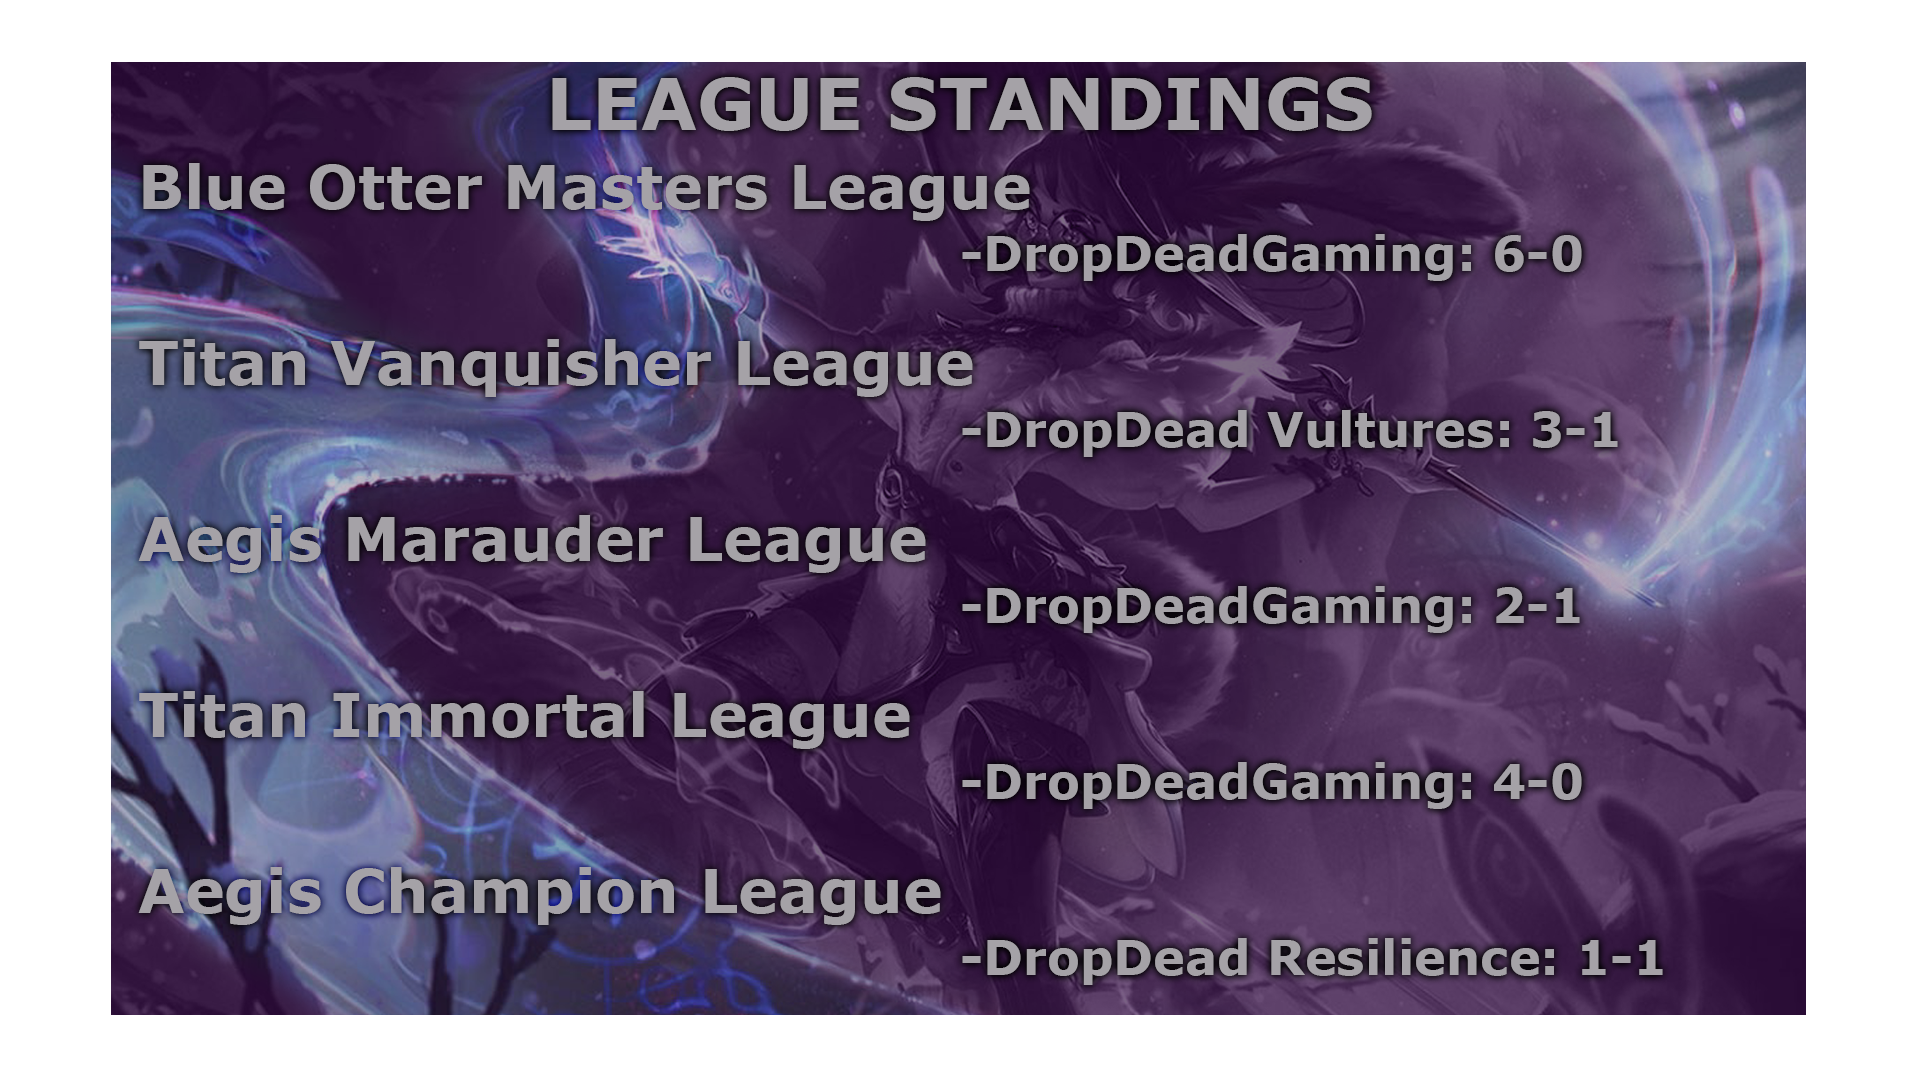 LEAGUE STANDINGS
Blue Otter Masters League
-DropDeadGaming: 6-0
Titan Vanquisher League
-DropDead Vultures: 3-1
Aegis Marauder League
-DropDeadGaming: 2-1
Titan Immortal League
-DropDeadGaming: 4-0
Aegis Champion League
-DropDead Resilience: 1-1